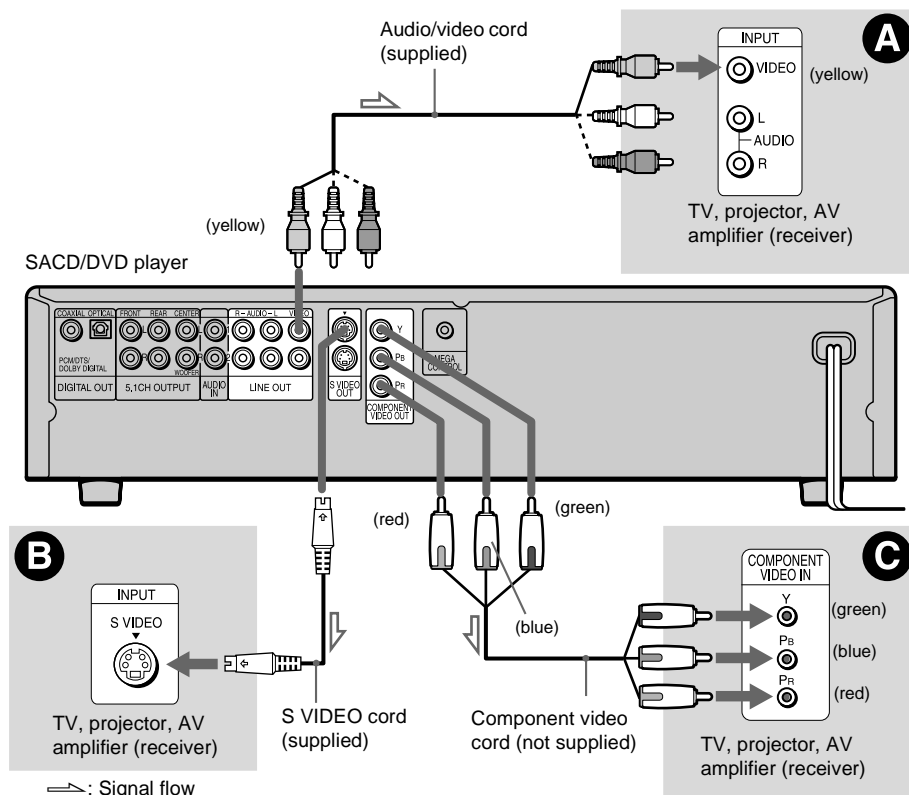 Audio/video cord
(supplied)
A
INPUT
VIDEO
(yellow)
L
AUDIO
R
TV, projector, AV
amplifier (receiver)
(yellow)
SACD/DVD player
COAXIAL OPTICAL
PCM/DTS/
DOLBY DIGITAL
DIGITAL OUT
FRONT REAR CENTER
L
R
WOOFER
5,1CH OUTPUT
L
R
AUDIO
IN
R–AUDIO–L VIDEO
1
2
LINE OUT
S VIDEO
OUT
Y
PB
PR
COMPONENT
VIDEO OUT
MEGA
CONTROL
(red)
(green)
(blue)
B
INPUT
S VIDEO
TV, projector, AV
amplifier (receiver)
S VIDEO cord
(supplied)
Component video
cord (not supplied)
C
COMPONENT
VIDEO IN
Y
(green)
PB
(blue)
PR
(red)
TV, projector, AV
amplifier (receiver)
: Signal flow